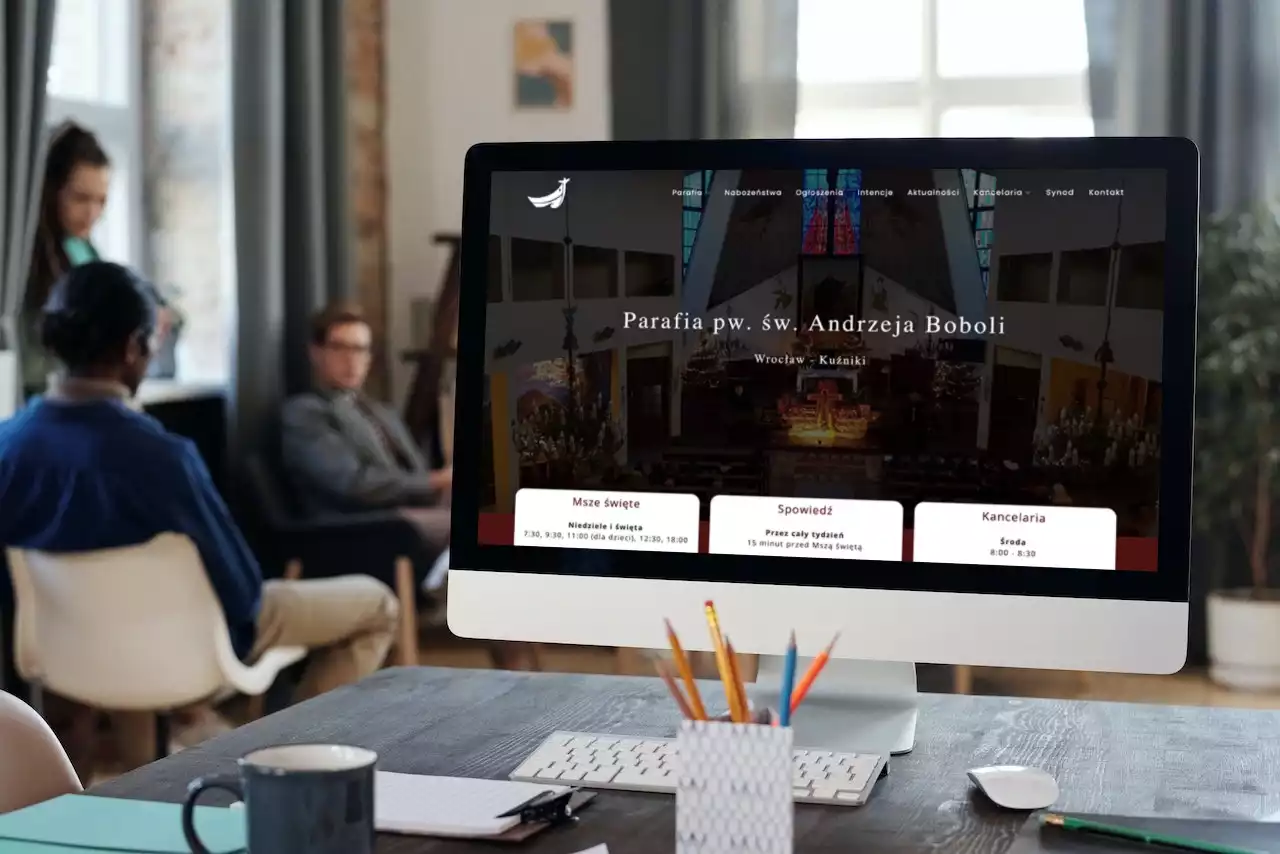 Parafia Nabożeństwa Ogłoszenia Intencje Aktualności Kancelaria Synod Kontakt
Parafia pw. św. Andrzeja Boboli
Wrocław - Kuźniki
Msze święte
Niedziele i święta
7:30, 9:30, 11:00 (dla dzieci), 12:30, 18:00
Spowiedź
Przez cały tydzień
15 minut przed Mszą świętą
Kancelaria
Środa
8:00 - 8:30